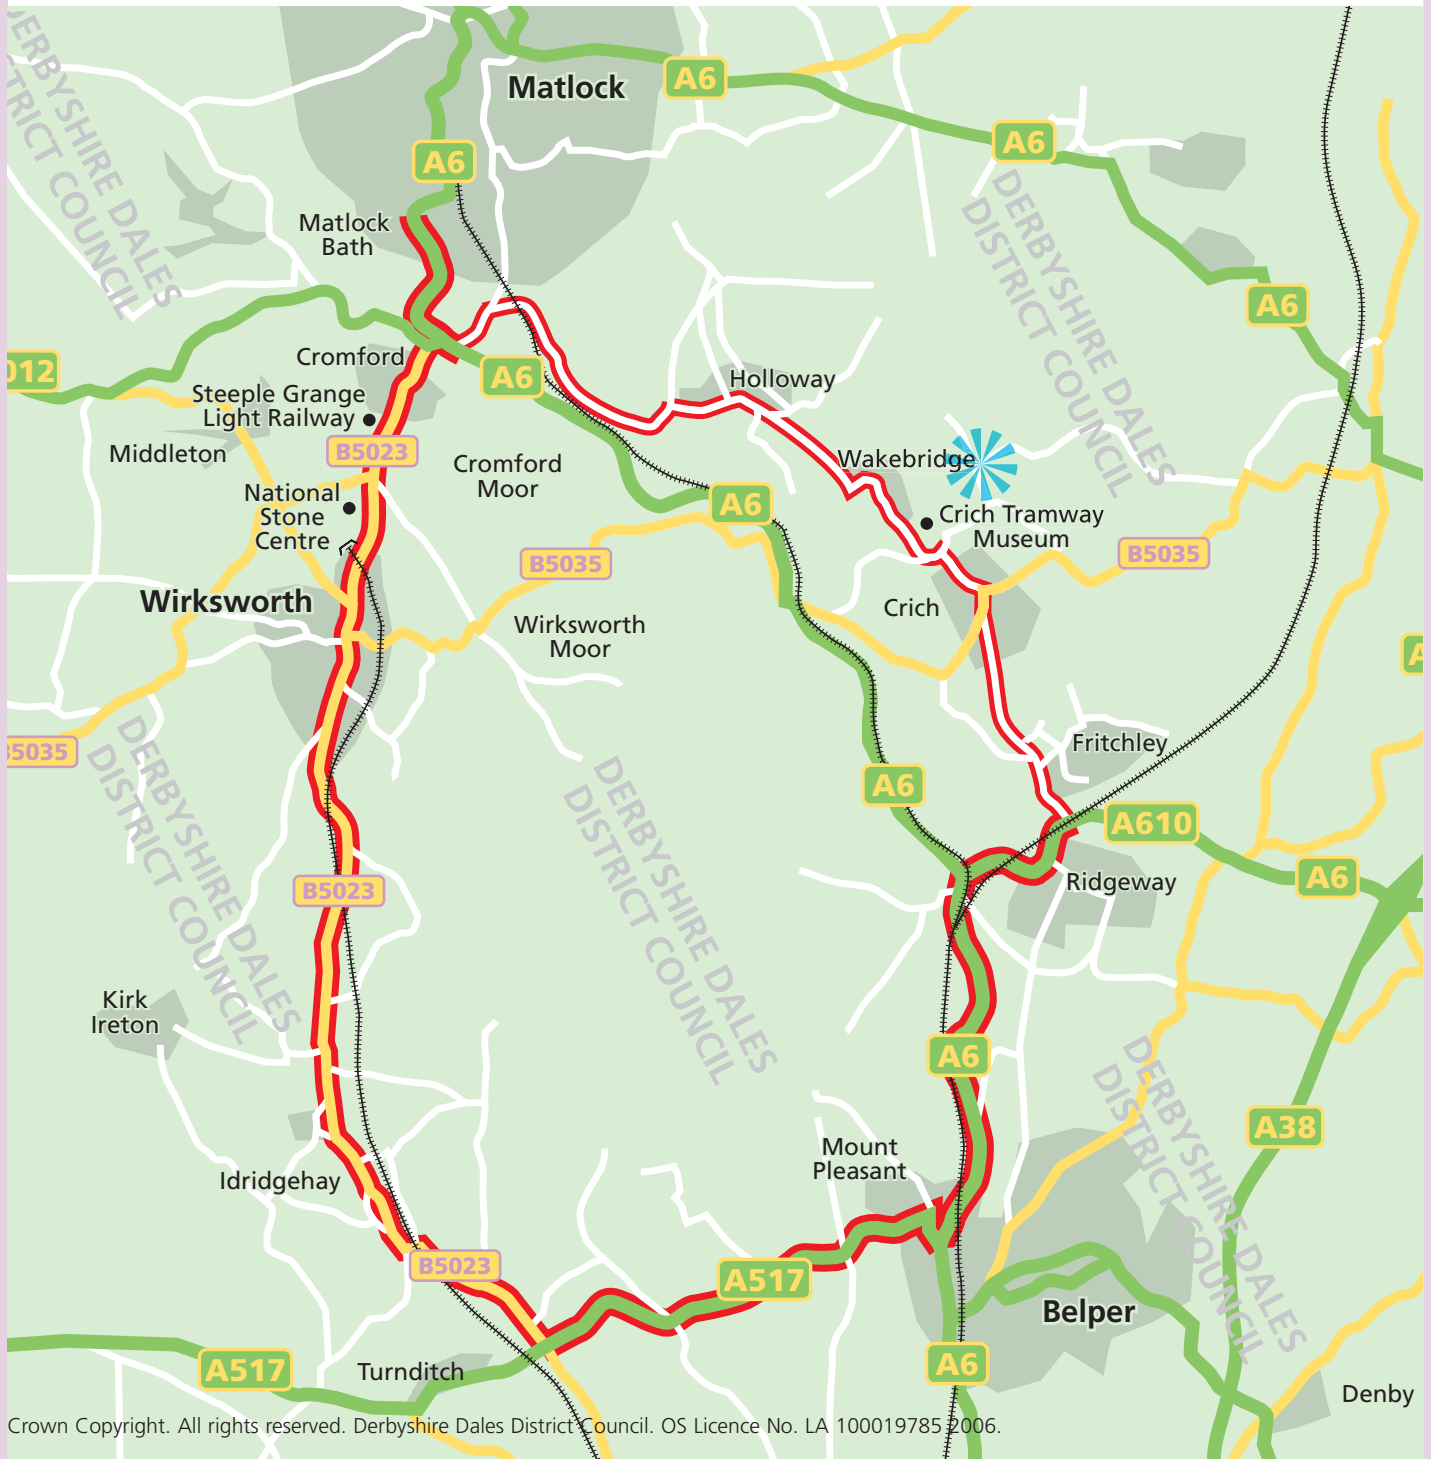 Matlock
A6
A6
A6
DERBYSHIRE DALES
DISTRICT COUNCIL
DERBYSHIRE DALES
DISTRICT COUNCIL
Matlock
Bath
A6
Cromford
012
A6
Holloway
Steeple Grange
Light Railway
B5023
Middleton
Cromford
Moor
Wakebridge
National
Stone
Centre
A6
Crich Tramway
Museum
B5035
B5035
Wirksworth
Crich
Wirksworth
Moor
A
B5035
Fritchley
DERBYSHIRE DALES
DISTRICT COUNCIL
DERBYSHIRE DALES
DISTRICT COUNCIL
A6
A610
B5023
Ridgeway
A6
Kirk
Ireton
A6
DERBYSHIRE DALES
DISTRICT COUNCIL
A38
Mount
Pleasant
Idridgehay
B5023
A517
Belper
A517
Turnditch
A6
Denby
Crown Copyright. All rights reserved. Derbyshire Dales District Council. OS Licence No. LA 100019785 2006.